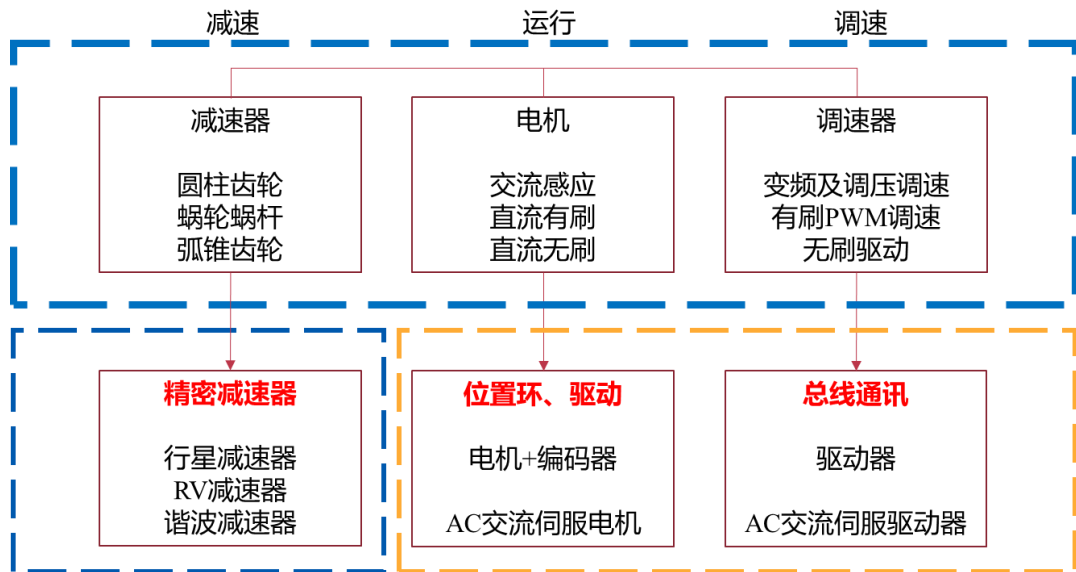 减速
运行
调速
减速器
圆柱齿轮
蜗轮蜗杆
弧锥齿轮
电机
交流感应
直流有刷
直流无刷
调速器
变频及调压调速
有刷PWM调速
无刷驱动
精密减速器
行星减速器
RV减速器
谐波减速器
位置环、驱动
电机+编码器
AC交流伺服电机
总线通讯
驱动器
AC交流伺服驱动器